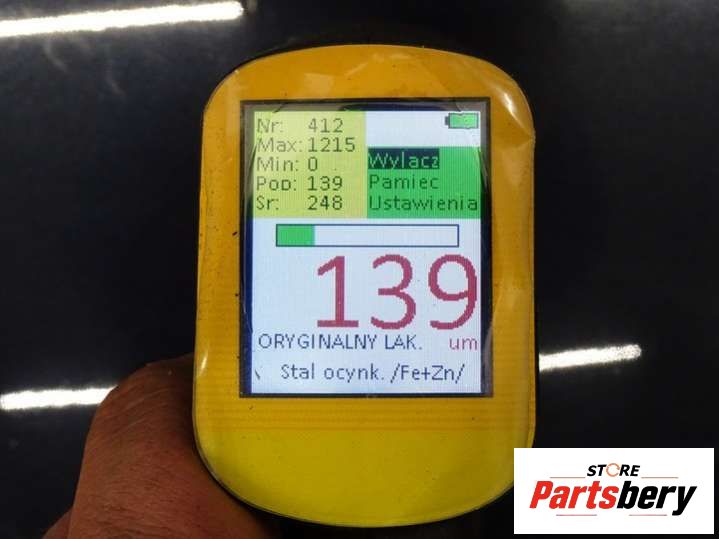 Nr: 412
Max: 1215
Min: 0
Pop: 139
Sr: 248
Wylacz
Pamiec
Ustawienia
139
ORYGINALNY LAK. um
Stal ocynk. /Fe+Zn/
STORE
Partsbery